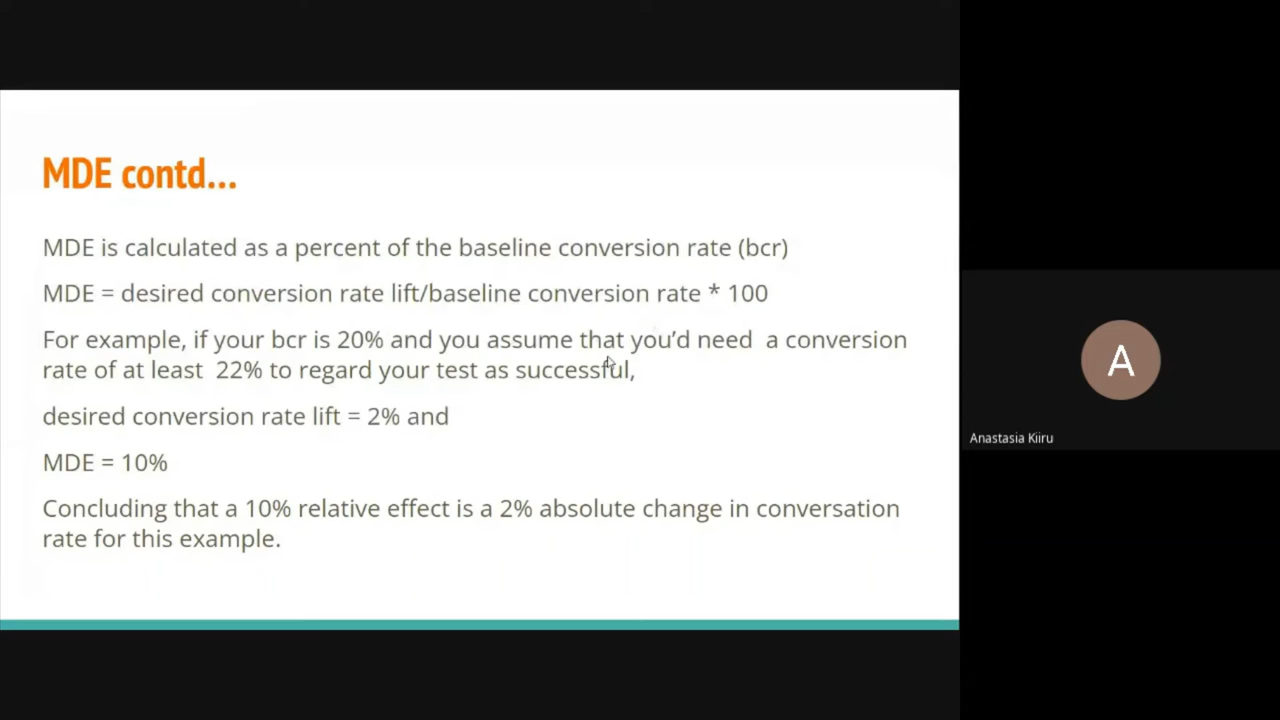 MDE contd...
MDE is calculated as a percent of the baseline conversion rate (bcr)
MDE = desired conversion rate lift/baseline conversion rate * 100
For example, if your bcr is 20% and you assume that you’d need a conversion
rate of at least 22% to regard your test as successful,
desired conversion rate lift = 2% and
MDE = 10%
Concluding that a 10% relative effect is a 2% absolute change in conversation
rate for this example.
A
Anastasia Kiiru